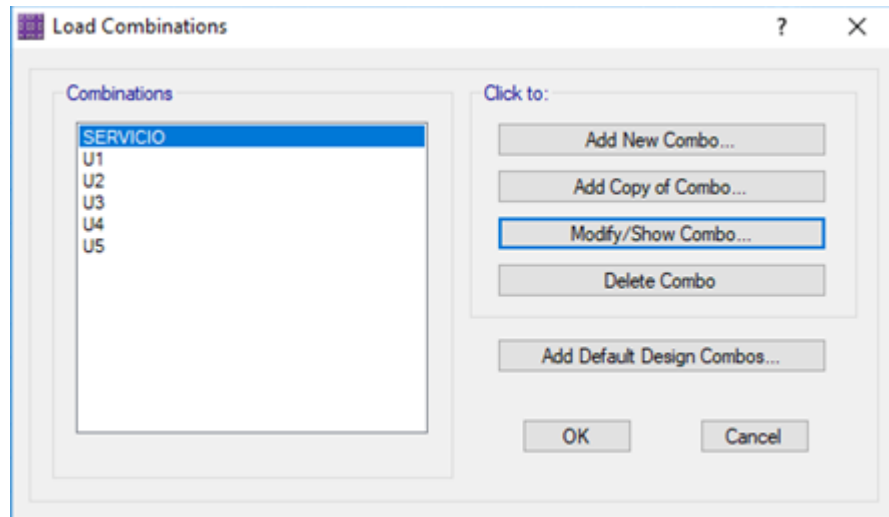 Load Combinations
Combinations
SERVICIO
U1
U2
U3
U4
U5
Click to:
Add New Combo...
Add Copy of Combo...
Modify/Show Combo...
Delete Combo
Add Default Design Combos...
OK
Cancel